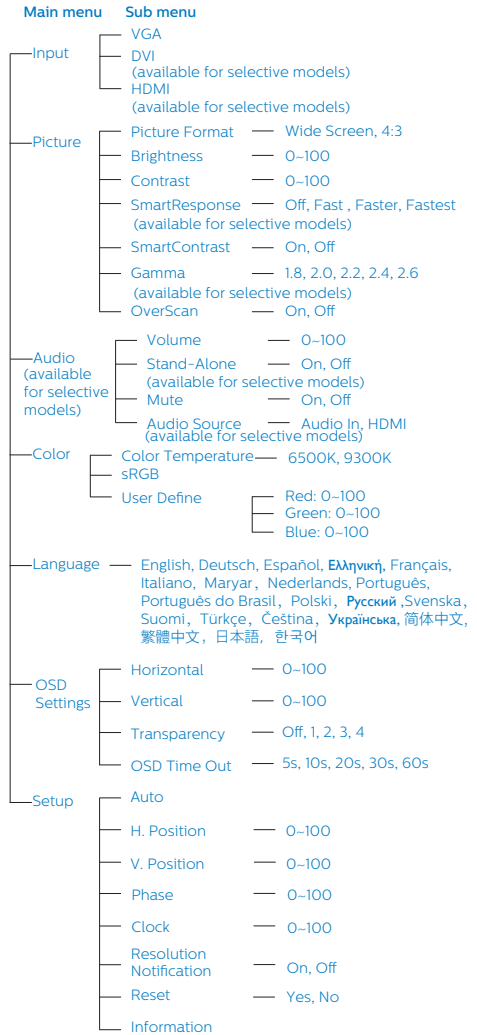 Main menu Sub menu
Input
VGA
DVI
(available for selective models)
HDMI
(available for selective models)
Picture
Picture Format Wide Screen, 4:3
Brightness 0~100
Contrast 0~100
SmartResponse Off, Fast , Faster, Fastest
(available for selective models)
SmartContrast On, Off
Gamma 1.8, 2.0, 2.2, 2.4, 2.6
(available for selective models)
OverScan On, Off
Audio
(available
for selective
models)
Volume 0~100
Stand-Alone On, Off
(available for selective models)
Mute On, Off
Audio Source Audio In, HDMI
(available for selective models)
Color
Color Temperature 6500K, 9300K
sRGB
User Define
Red: 0~100
Green: 0~100
Blue: 0~100
Language
English, Deutsch, Español, Ελληνική, Français,
Italiano, Maryar, Nederlands, Português,
Português do Brasil, Polski, Русский ,Svenska,
Suomi, Türkçe, Čeština, Українська, 简体中文,
繁體中文, 日本語, 한국어
OSD
Settings
Horizontal 0~100
Vertical 0~100
Transparency Off, 1, 2, 3, 4
OSD Time Out 5s, 10s, 20s, 30s, 60s
Setup
Auto
H. Position 0~100
V. Position 0~100
Phase 0~100
Clock 0~100
Resolution
Notification On, Off
Reset Yes, No
Information